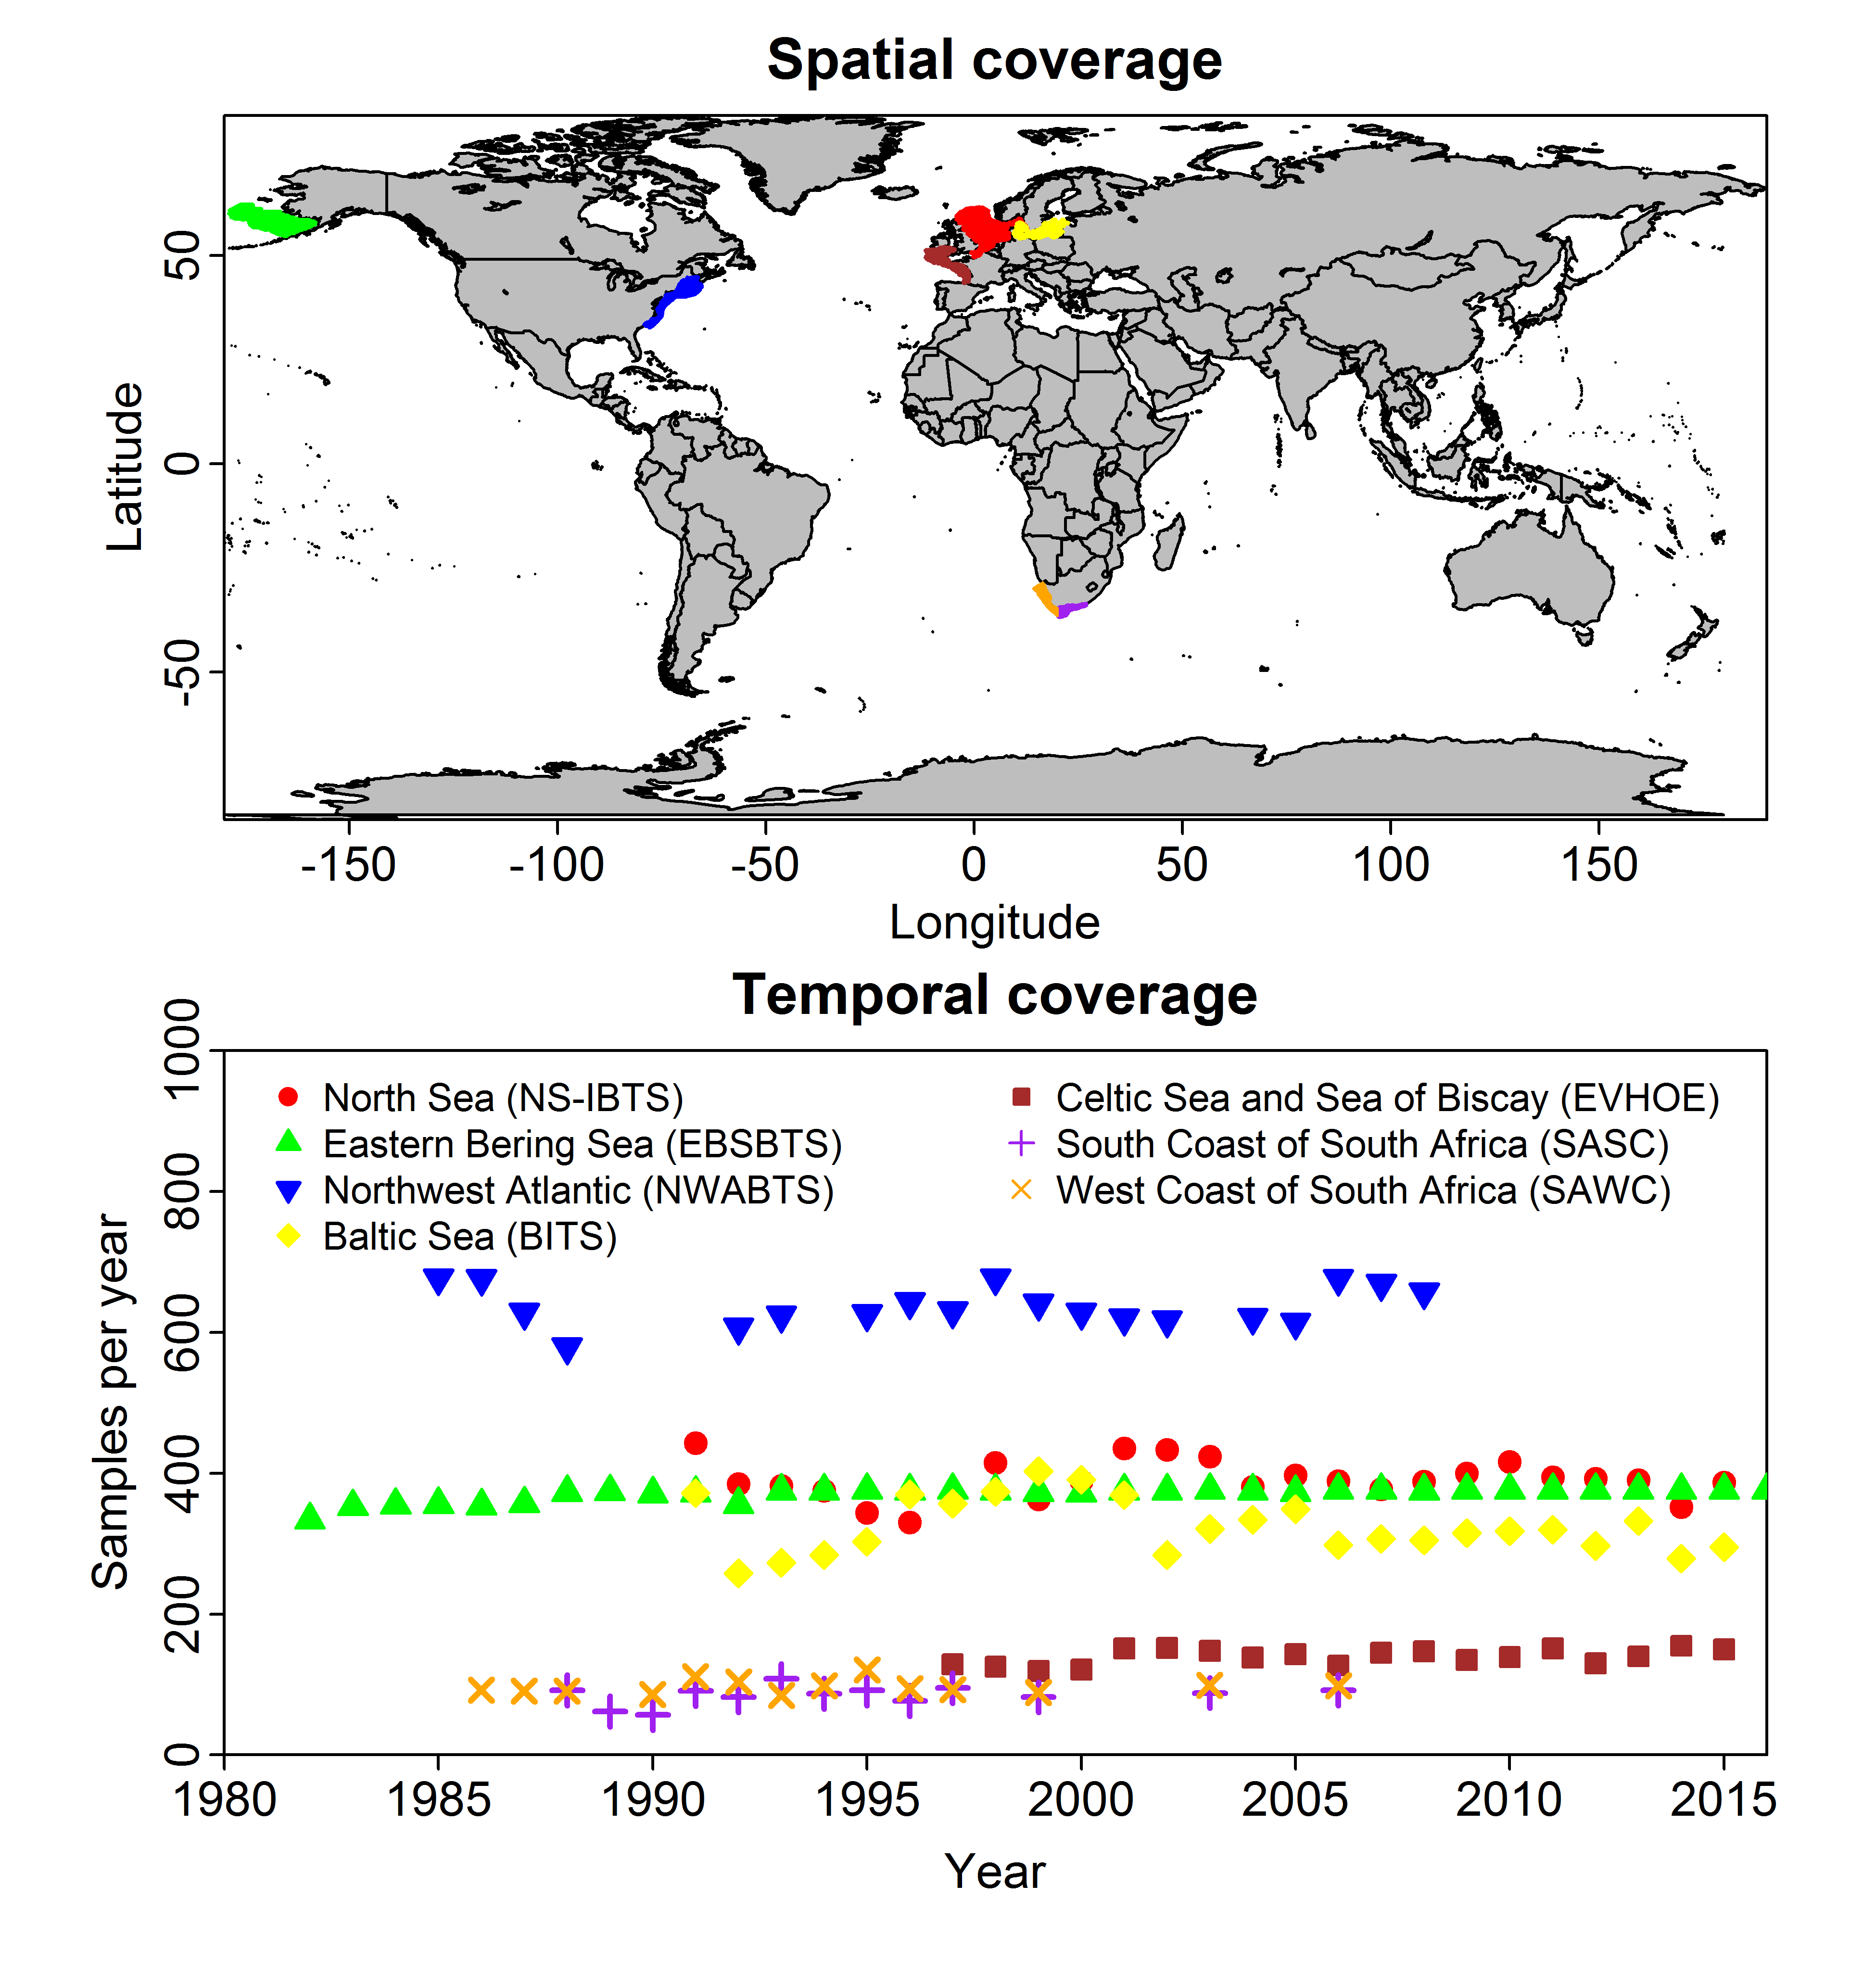 Spatial coverage
50
0
-50
Latitude
-150 -100 -50 0 50 100 150
Longitude
Temporal coverage
1000
800
600
400
200
0
Samples per year
North Sea (NS-IBTS)
Eastern Bering Sea (EBSBTS)
Northwest Atlantic (NWABTS)
Baltic Sea (BITS)
Celtic Sea and Sea of Biscay (EVHOE)
South Coast of South Africa (SASC)
West Coast of South Africa (SAWC)
1980 1985 1990 1995 2000 2005 2010 2015
Year